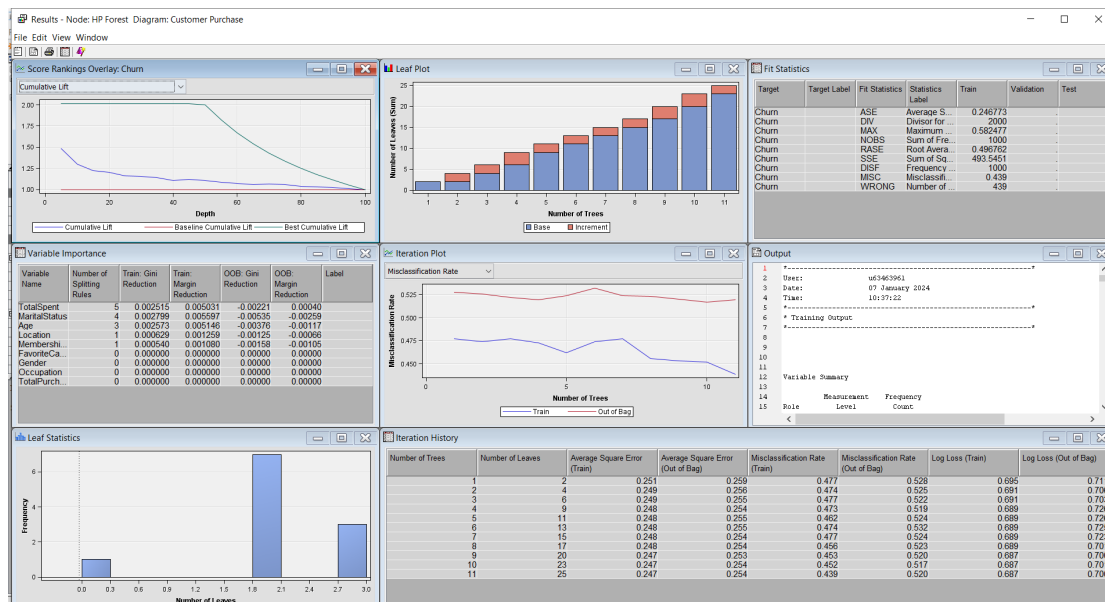 Results - Node: HP Forest Diagram: Customer Purchase
File Edit View Window
Score Rankings Overlay: Churn
Cumulative Lift
2.00
1.75
1.50
1.25
1.00
0 20 40 60 80 100
Depth
Cumulative Lift Baseline Cumulative Lift Best Cumulative Lift
Leaf Plot
Number of Leaves (Sum)
25
20
15
10
5
0
1 2 3 4 5 6 7 8 9 10 11
Number of Trees
Base Increment
Fit Statistics
Target Target Label Fit Statistics Statistics Label Train Validation Test
Churn ASE Average S... 0.246773 .
Churn DIV Divisor for ... 2000 .
Churn MAX Maximum ... 0.582477 .
Churn NOBS Sum of Fre... 1000 .
Churn RASE Root Avera... 0.496762 .
Churn SSE Sum of Sq... 493.5451 .
Churn DISF Frequency ... 1000 .
Churn MISC Misclassifi... 0.439 .
Churn WRONG Number of ... 439 .
Variable Importance
Variable Name Number of Splitting Rules Train: Gini Reduction Train: Margin Reduction OOB: Gini Reduction OOB: Margin Reduction Label
TotalSpent 5 0.002515 0.005031 -0.00221 0.00040
MaritalStatus 4 0.002799 0.005597 -0.00535 -0.00259
Age 3 0.002573 0.005146 -0.00376 -0.00117
Location 1 0.000629 0.001259 -0.00125 -0.00066
Membershi... 1 0.000540 0.001080 -0.00158 -0.00105
FavoriteCa... 0 0.000000 0.000000 0.00000 0.00000
Gender 0 0.000000 0.000000 0.00000 0.00000
Occupation 0 0.000000 0.000000 0.00000 0.00000
TotalPurch... 0 0.000000 0.000000 0.00000 0.00000
Iteration Plot
Misclassification Rate
Misclassification Rate
0.525
0.500
0.475
0.450
0 5 10
Number of Trees
Train Out of Bag
Output
1 *------------------------------------------------------------*
2 User: u63463961
3 Date: 07 January 2024
4 Time: 10:37:22
5 *------------------------------------------------------------*
6 * Training Output
7 *------------------------------------------------------------*
8
9
10
11
12 Variable Summary
13
14 Measurement Frequency
15 Role Level Count
Leaf Statistics
Frequency
6
4
2
0
0.0 0.3 0.6 0.9 1.2 1.5 1.8 2.1 2.4 2.7 3.0
Number of Leaves
Iteration History
Number of Trees Number of Leaves Average Square Error (Train) Average Square Error (Out of Bag) Misclassification Rate (Train) Misclassification Rate (Out of Bag) Log Loss (Train) Log Loss (Out of Bag)
1 2 0.251 0.259 0.477 0.528 0.695 0.71
2 4 0.249 0.256 0.474 0.525 0.691 0.70
3 6 0.249 0.255 0.477 0.522 0.691 0.70
4 9 0.248 0.254 0.473 0.519 0.689 0.72
5 11 0.248 0.255 0.462 0.524 0.689 0.72
6 13 0.248 0.255 0.474 0.532 0.689 0.72
7 15 0.248 0.254 0.477 0.524 0.689 0.72
8 17 0.248 0.254 0.456 0.523 0.689 0.70
9 20 0.247 0.253 0.453 0.520 0.687 0.70
10 23 0.247 0.254 0.452 0.517 0.687 0.70
11 25 0.247 0.254 0.439 0.520 0.687 0.70